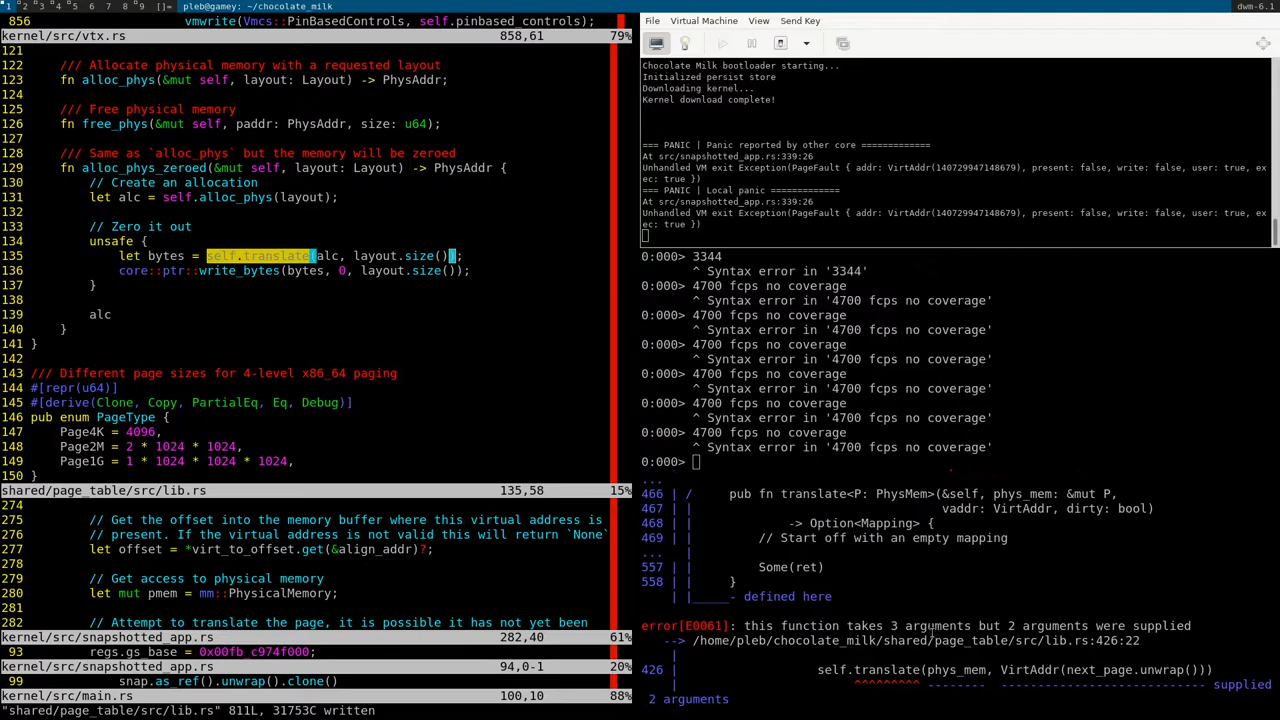 1 2 3 4 5 6 7 8 9 []= pleb@gamey: ~/chocolate_milk dwm-6.1
856 vmwrite(Vmcs::PinBasedControls, self.pinbased_controls);
kernel/src/vtx.rs 858,61 79%
121
122 /// Allocate physical memory with a requested layout
123 fn alloc_phys(&mut self, layout: Layout) -> PhysAddr;
124
125 /// Free physical memory
126 fn free_phys(&mut self, paddr: PhysAddr, size: u64);
127
128 /// Same as `alloc_phys` but the memory will be zeroed
129 fn alloc_phys_zeroed(&mut self, layout: Layout) -> PhysAddr {
130 // Create an allocation
131 let alc = self.alloc_phys(layout);
132
133 // Zero it out
134 unsafe {
135 let bytes = self.translate(alc, layout.size());
136 core::ptr::write_bytes(bytes, 0, layout.size());
137 }
138
139 alc
140 }
141 }
142
143 /// Different page sizes for 4-level x86_64 paging
144 #[repr(u64)]
145 #[derive(Clone, Copy, PartialEq, Eq, Debug)]
146 pub enum PageType {
147 Page4K = 4096,
148 Page2M = 2 * 1024 * 1024,
149 Page1G = 1 * 1024 * 1024 * 1024,
150 }
shared/page_table/src/lib.rs 135,58 15%
274
275 // Get the offset into the memory buffer where this virtual address is
276 // present. If the virtual address is not valid this will return `None`
277 let offset = *virt_to_offset.get(&align_addr)?;
278
279 // Get access to physical memory
280 let mut pmem = mm::PhysicalMemory;
281
282 // Attempt to translate the page, it is possible it has not yet been
kernel/src/snapshotted_app.rs 282,40 61%
93 regs.gs_base = 0x00fb_c974f000;
kernel/src/snapshotted_app.rs 94,0-1 20%
99 snap.as_ref().unwrap().clone()
kernel/src/main.rs 100,10 88%
"shared/page_table/src/lib.rs" 811L, 31753C written
File Virtual Machine View Send Key
Chocolate Milk bootloader starting...
Initialized persist store
Downloading kernel...
Kernel download complete!
=== PANIC | Panic reported by other core =============
At src/snapshotted_app.rs:339:26
Unhandled VM exit Exception(PageFault { addr: VirtAddr(140729947148679), present: false, write: false, user: true, ex
ec: true })
=== PANIC | Local panic =============
At src/snapshotted_app.rs:339:26
Unhandled VM exit Exception(PageFault { addr: VirtAddr(140729947148679), present: false, write: false, user: true, ex
ec: true })
0:000> 3344
^ Syntax error in '3344'
0:000> 4700 fcps no coverage
^ Syntax error in '4700 fcps no coverage'
0:000> 4700 fcps no coverage
^ Syntax error in '4700 fcps no coverage'
0:000> 4700 fcps no coverage
^ Syntax error in '4700 fcps no coverage'
0:000> 4700 fcps no coverage
^ Syntax error in '4700 fcps no coverage'
0:000> 4700 fcps no coverage
^ Syntax error in '4700 fcps no coverage'
0:000> 4700 fcps no coverage
^ Syntax error in '4700 fcps no coverage'
0:000>
...
466 | / pub fn translate<P: PhysMem>(&self, phys_mem: &mut P,
467 | | vaddr: VirtAddr, dirty: bool)
468 | | -> Option<Mapping> {
469 | | // Start off with an empty mapping
... |
557 | | Some(ret)
558 | | }
| |_____- defined here
error[E0061]: this function takes 3 arguments but 2 arguments were supplied
--> /home/pleb/chocolate_milk/shared/page_table/src/lib.rs:426:22
|
426 | self.translate(phys_mem, VirtAddr(next_page.unwrap()))
| ^^^^^^^^^ -------- ---------------------------- supplied
2 arguments